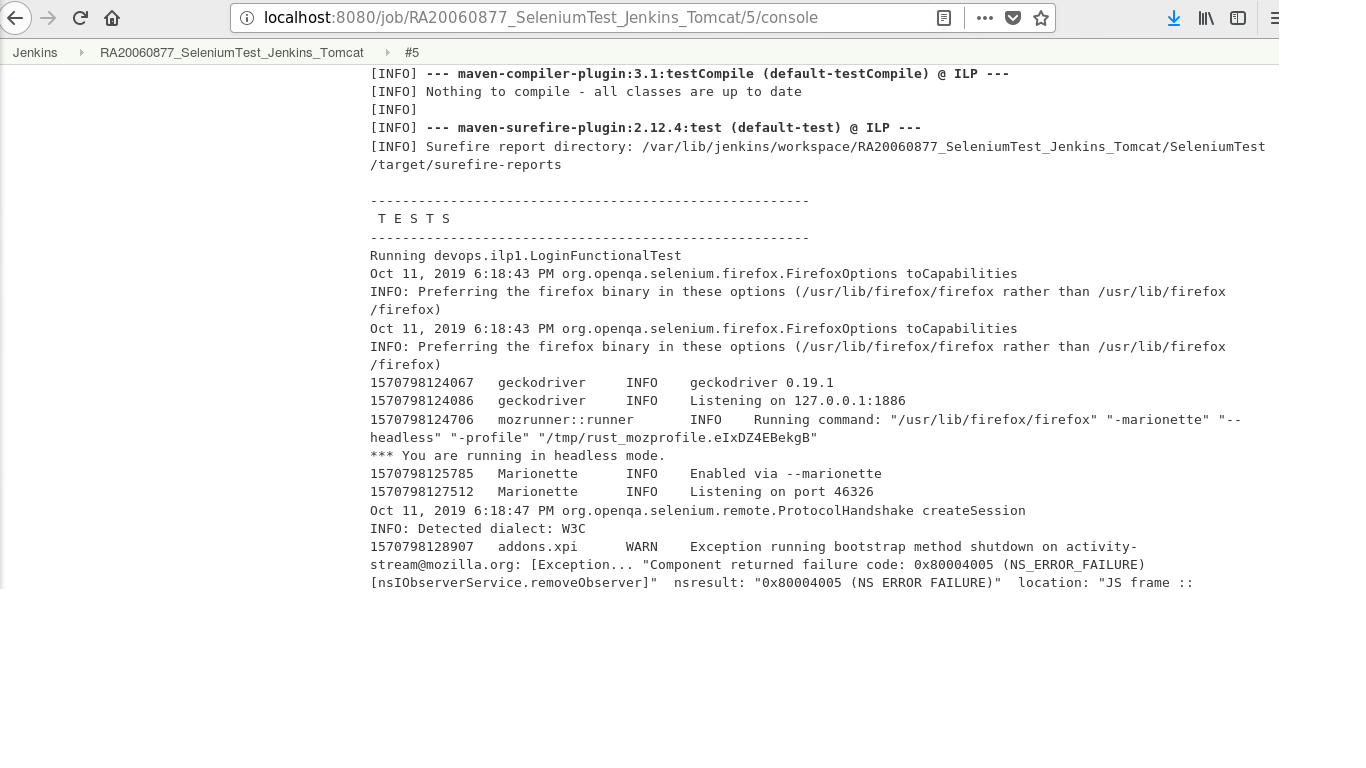 localhost:8080/job/RA20060877_SeleniumTest_Jenkins_Tomcat/5/console
Jenkins RA20060877_SeleniumTest_Jenkins_Tomcat #5
[INFO] --- maven-compiler-plugin:3.1:testCompile (default-testCompile) @ ILP ---
[INFO] Nothing to compile - all classes are up to date
[INFO]
[INFO] --- maven-surefire-plugin:2.12.4:test (default-test) @ ILP ---
[INFO] Surefire report directory: /var/lib/jenkins/workspace/RA20060877_SeleniumTest_Jenkins_Tomcat/SeleniumTest
/target/surefire-reports
-------------------------------------------------------
T E S T S
-------------------------------------------------------
Running devops.ilp1.LoginFunctionalTest
Oct 11, 2019 6:18:43 PM org.openqa.selenium.firefox.FirefoxOptions toCapabilities
INFO: Preferring the firefox binary in these options (/usr/lib/firefox/firefox rather than /usr/lib/firefox
/firefox)
Oct 11, 2019 6:18:43 PM org.openqa.selenium.firefox.FirefoxOptions toCapabilities
INFO: Preferring the firefox binary in these options (/usr/lib/firefox/firefox rather than /usr/lib/firefox
/firefox)
1570798124067 geckodriver INFO geckodriver 0.19.1
1570798124086 geckodriver INFO Listening on 127.0.0.1:1886
1570798124706 mozrunner::runner INFO Running command: "/usr/lib/firefox/firefox" "-marionette" "--
headless" "-profile" "/tmp/rust_mozprofile.eIxDZ4EBekgB"
*** You are running in headless mode.
1570798125785 Marionette INFO Enabled via --marionette
1570798127512 Marionette INFO Listening on port 46326
Oct 11, 2019 6:18:47 PM org.openqa.selenium.remote.ProtocolHandshake createSession
INFO: Detected dialect: W3C
1570798128907 addons.xpi WARN Exception running bootstrap method shutdown on activity-
stream@mozilla.org: [Exception... "Component returned failure code: 0x80004005 (NS_ERROR_FAILURE)
[nsIObserverService.removeObserver]" nsresult: "0x80004005 (NS_ERROR_FAILURE)" location: "JS frame ::